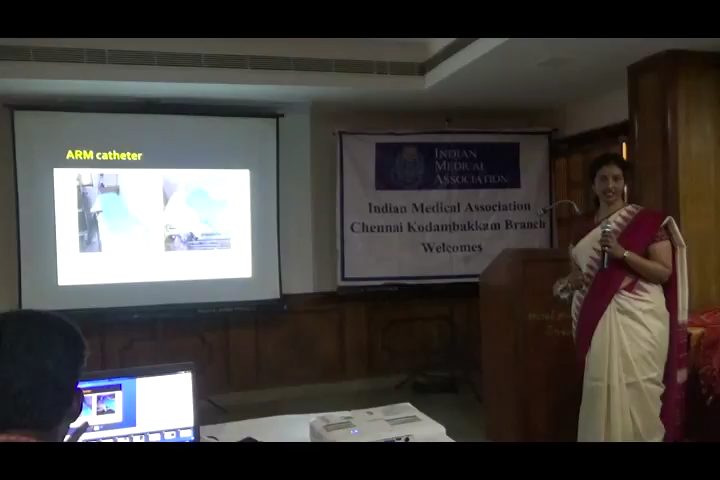 ARM catheter
INDIAN
MEDICAL
ASSOCIATION
Indian Medical Association
Chennai Kodambakkam Branch
Welcomes